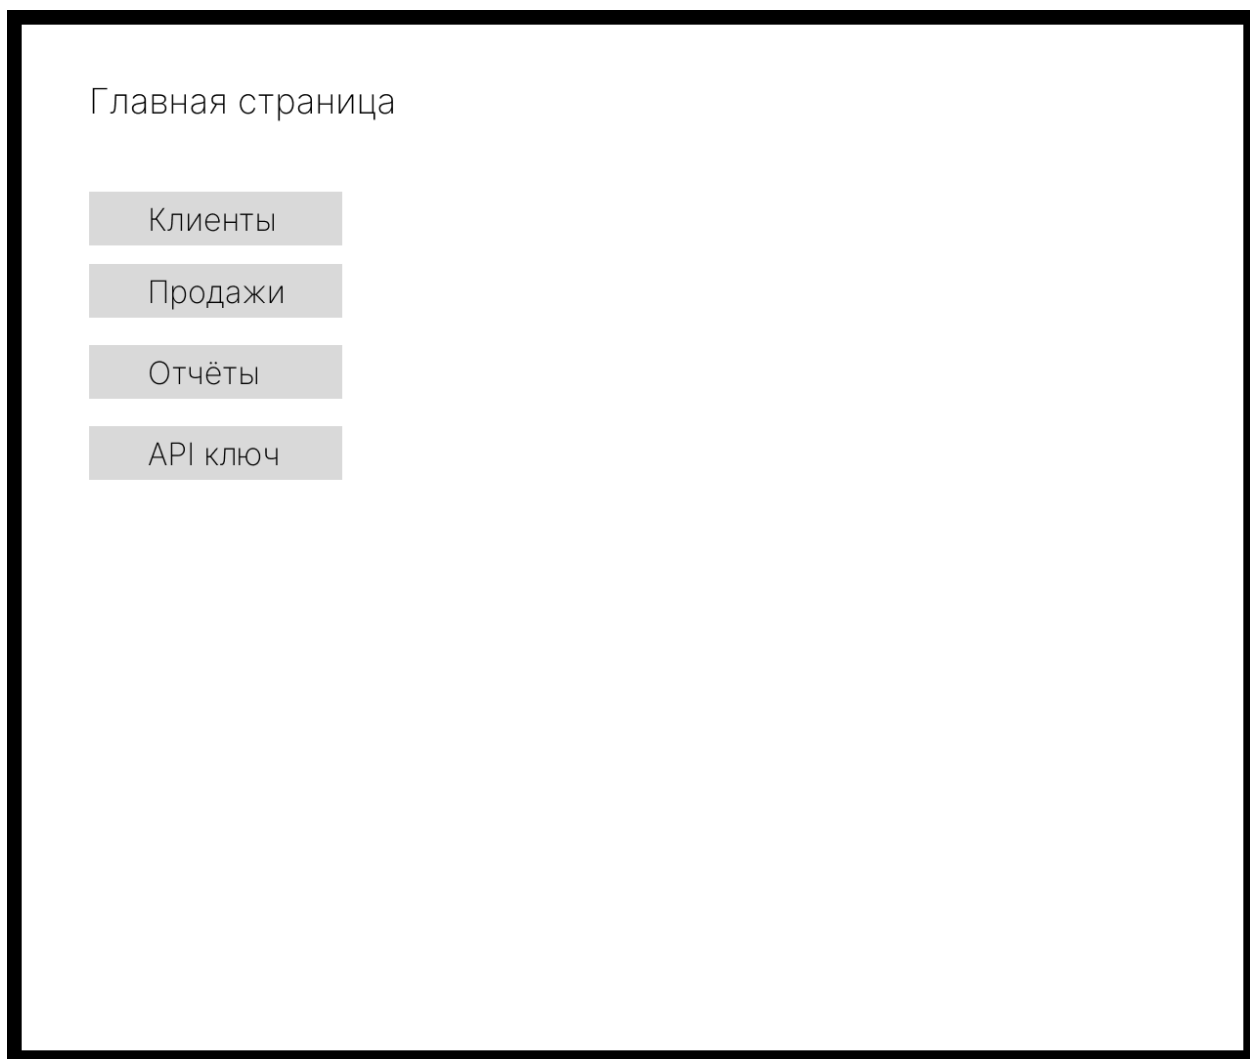 Главная страница
Клиенты
Продажи
Отчёты
API ключ